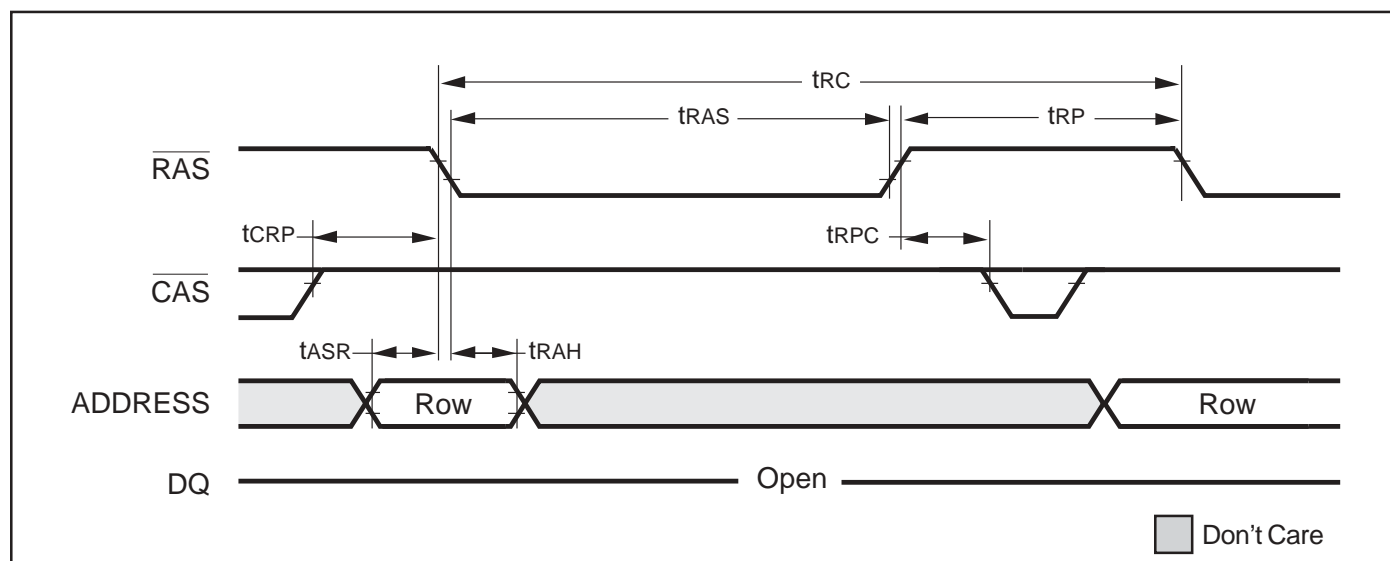 tRC
tRAS
tRP
RAS
tCRP
tRPC
CAS
tASR
tRAH
ADDRESS
Row
Row
DQ
Open
Don't Care